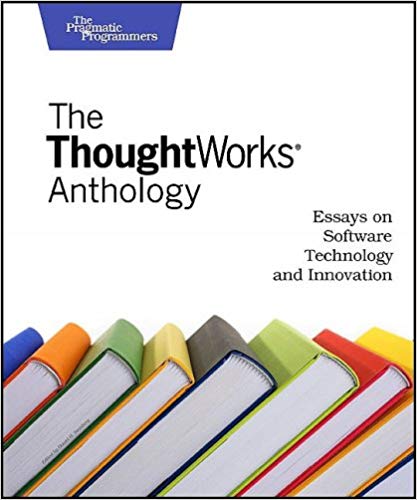 The
Pragmatic
Programmers
The
ThoughtWorks®
Anthology
Essays on
Software
Technology
and Innovation